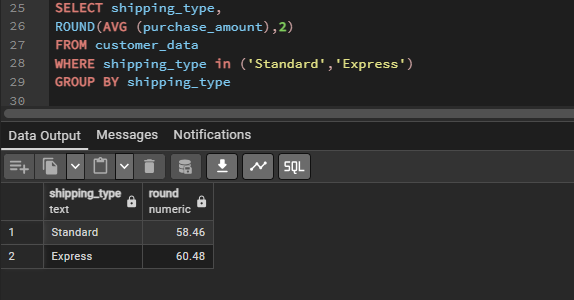 25 SELECT shipping_type,
26 ROUND(AVG (purchase_amount),2)
27 FROM customer_data
28 WHERE shipping_type in ('Standard','Express')
29 GROUP BY shipping_type
30
Data Output Messages Notifications
SQL
shipping_type round
text numeric
1 Standard 58.46
2 Express 60.48